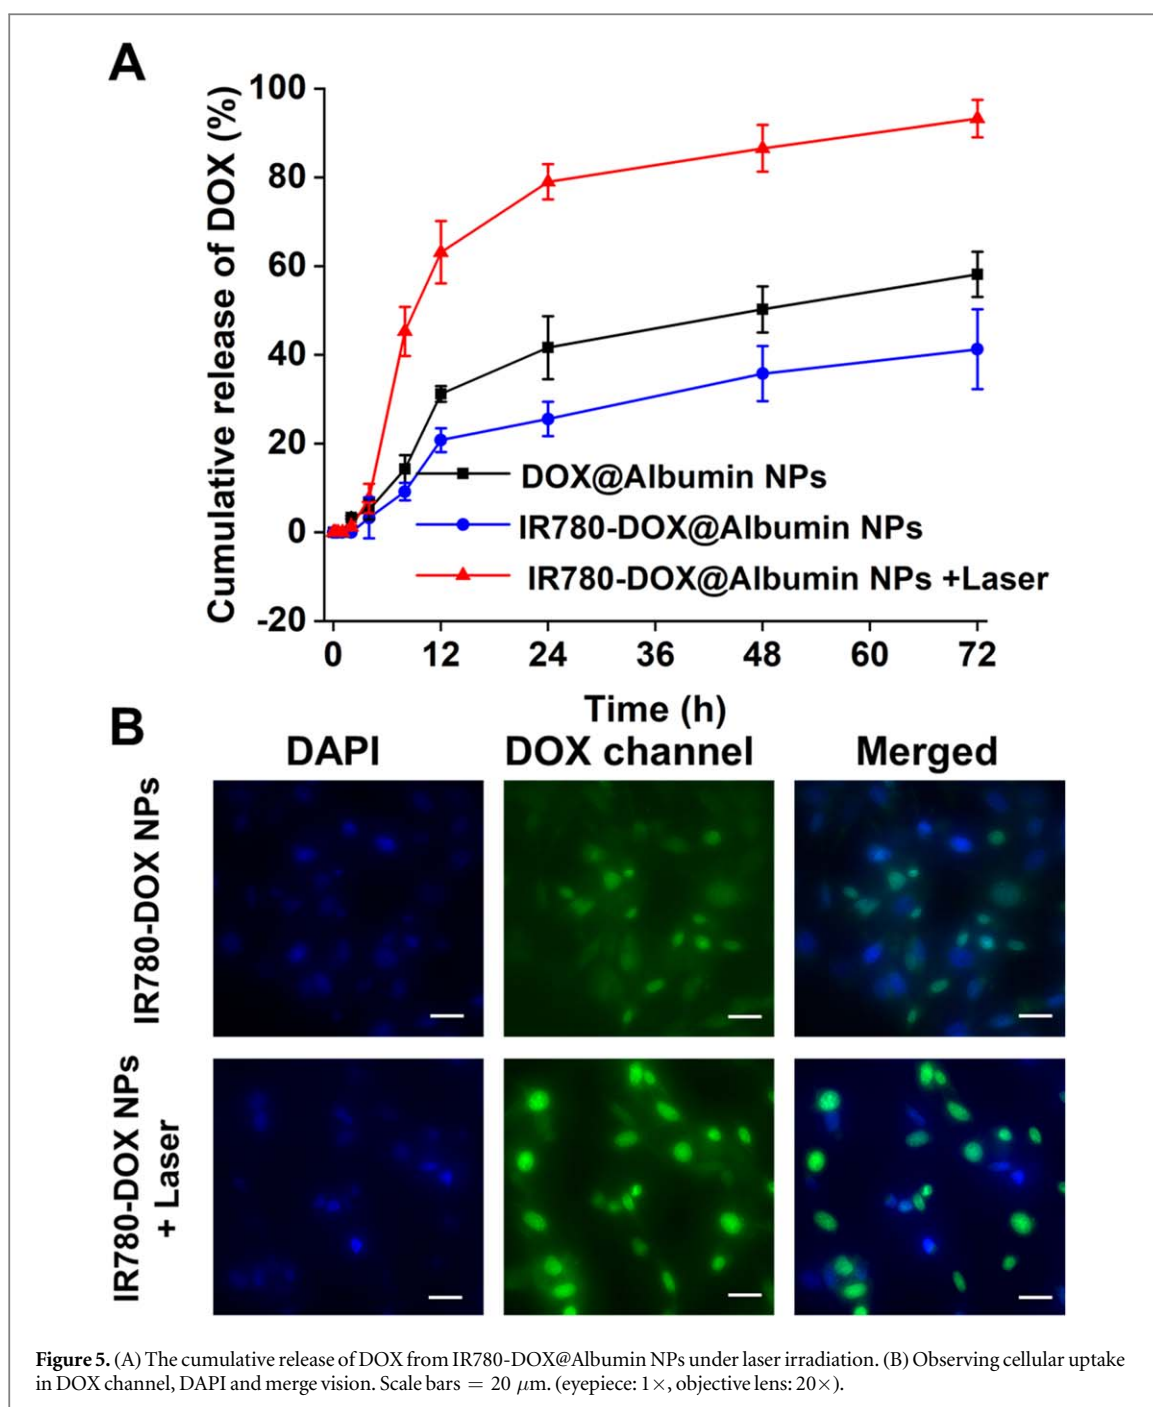 A
Cumulative release of DOX (%)
100
80
60
40
20
0
-20
DOX@Albumin NPs
IR780-DOX@Albumin NPs
IR780-DOX@Albumin NPs +Laser
0 12 24 36 48 60 72
Time (h)
B
DAPI DOX channel Merged
IR780-DOX NPs
IR780-DOX NPs
+ Laser
Figure 5. (A) The cumulative release of DOX from IR780-DOX@Albumin NPs under laser irradiation. (B) Observing cellular uptake
in DOX channel, DAPI and merge vision. Scale bars = 20 μm. (eyepiece: 1×, objective lens: 20×).